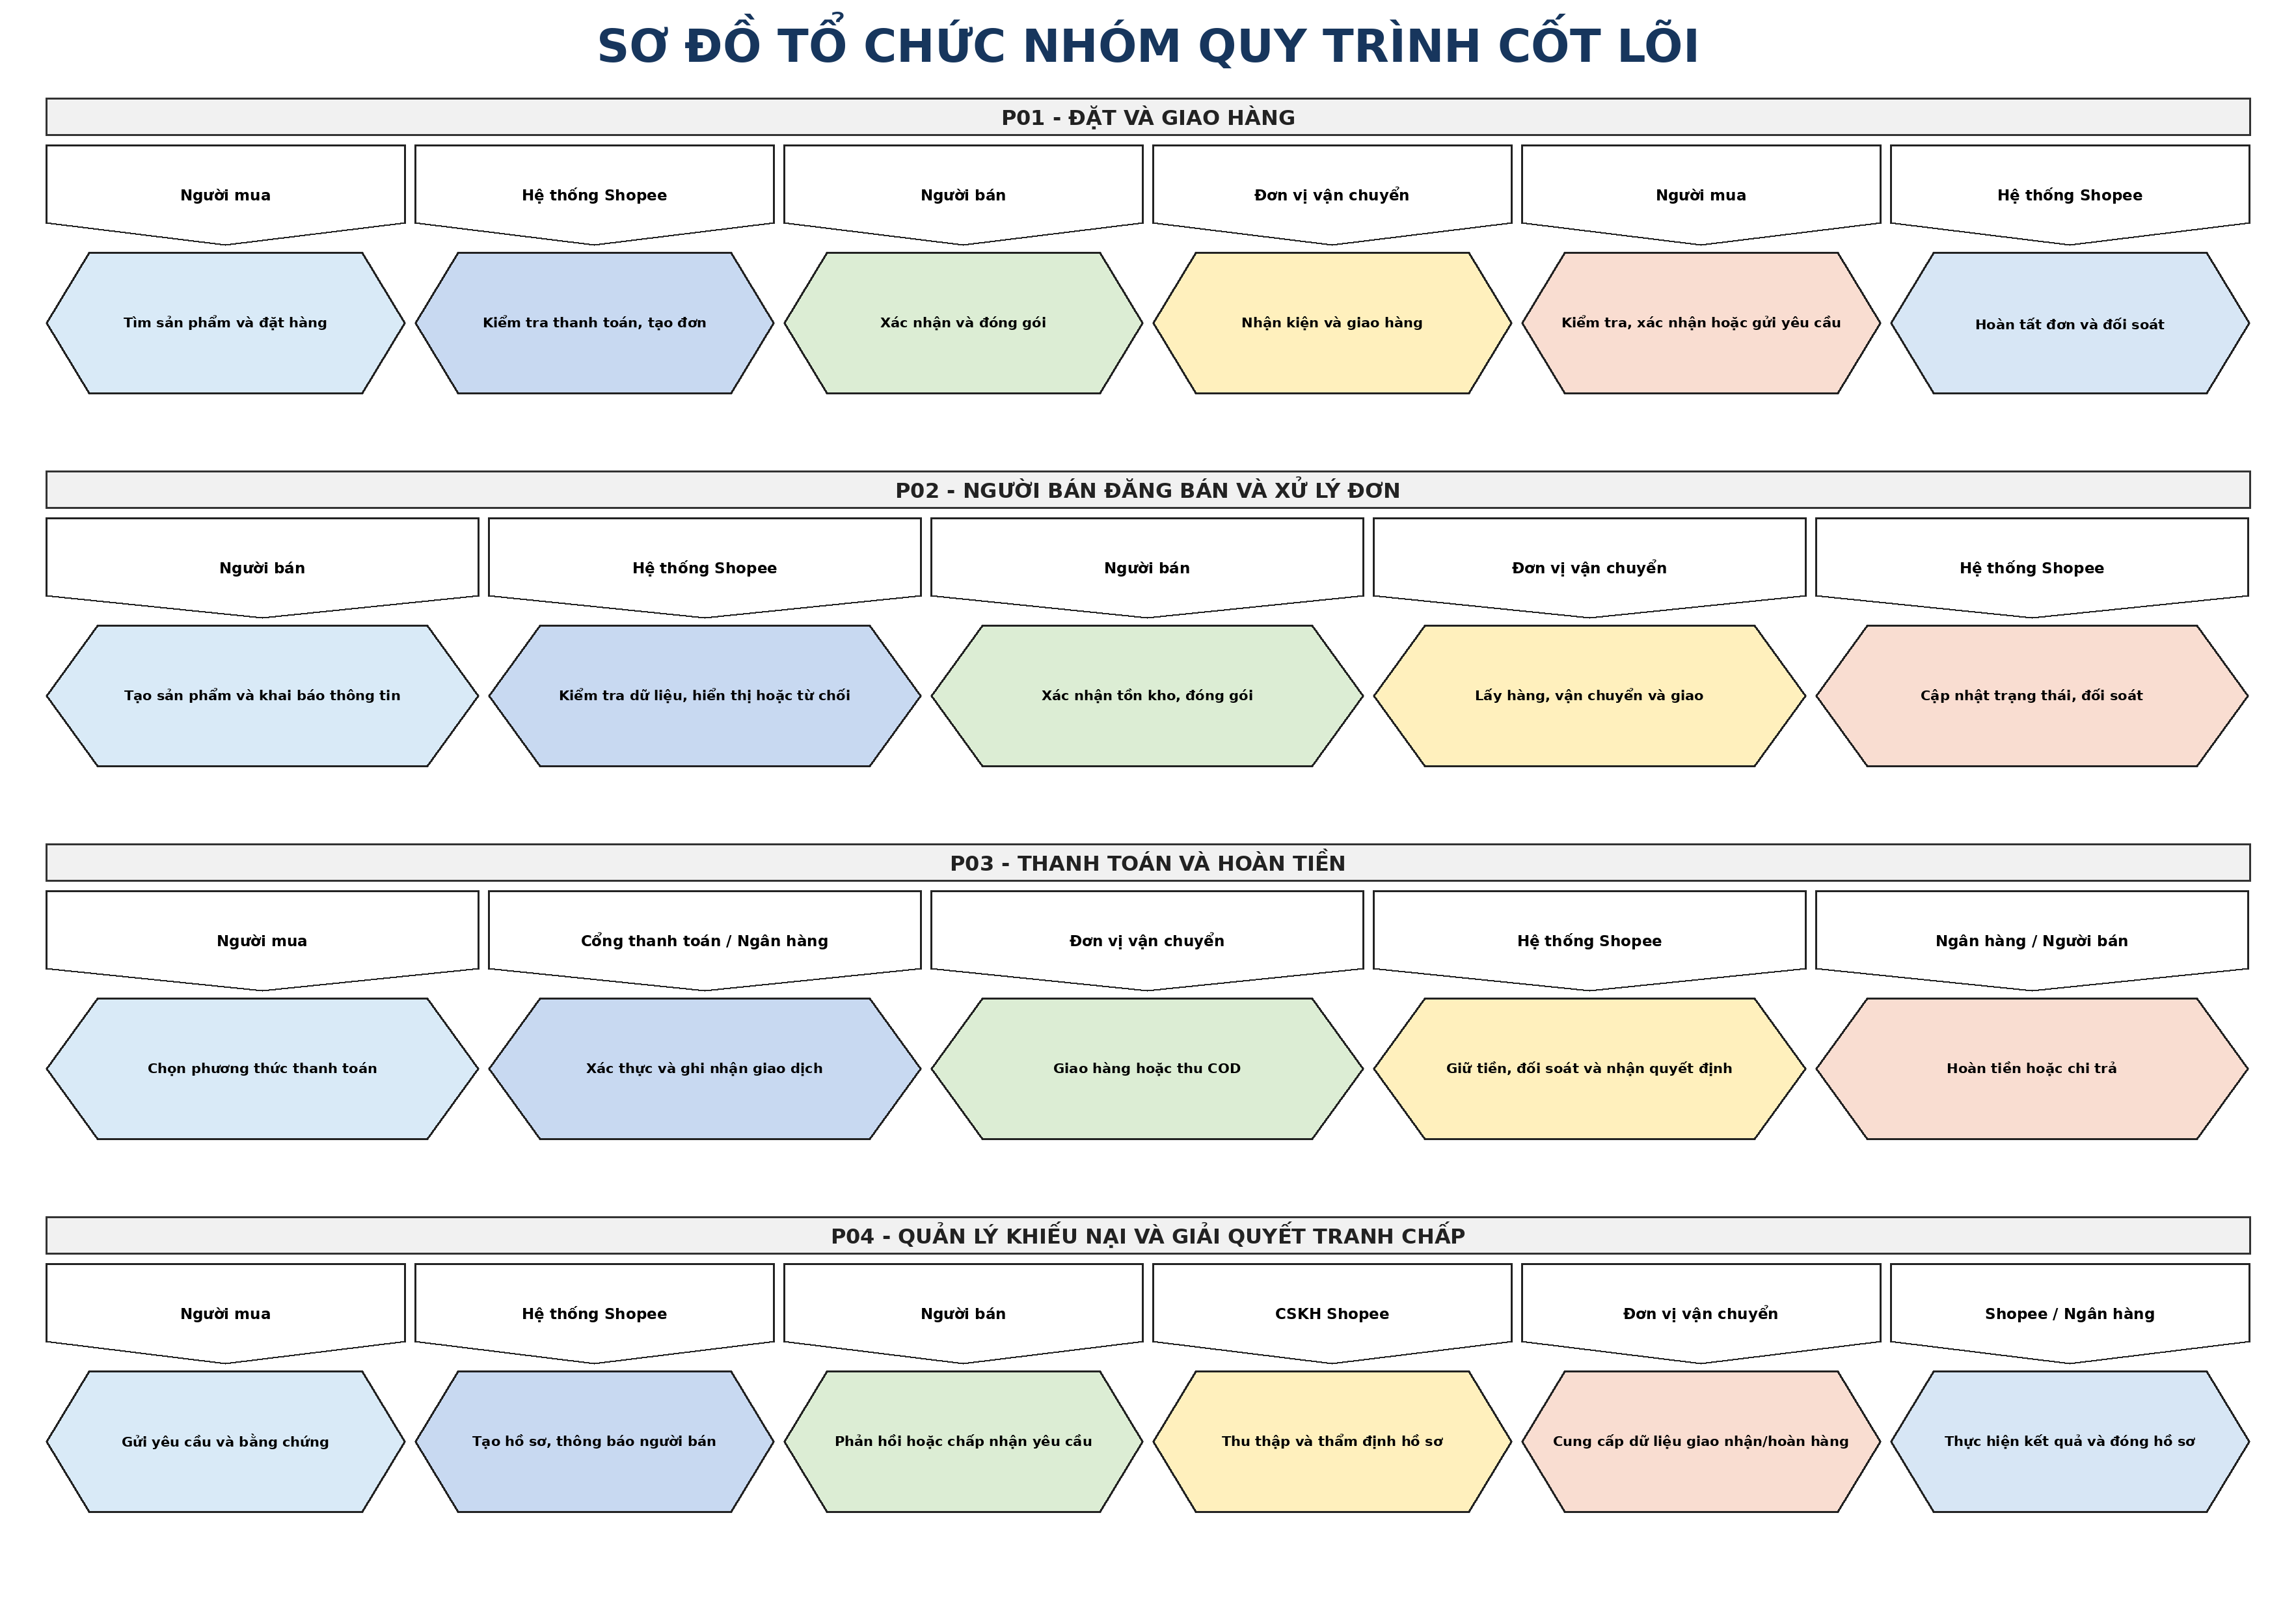 SƠ ĐỒ TỔ CHỨC NHÓM QUY TRÌNH CỐT LÕI
P01 - ĐẶT VÀ GIAO HÀNG
Người mua
Hệ thống Shopee
Người bán
Đơn vị vận chuyển
Người mua
Hệ thống Shopee
Tìm sản phẩm và đặt hàng
Kiểm tra thanh toán, tạo đơn
Xác nhận và đóng gói
Nhận kiện và giao hàng
Kiểm tra, xác nhận hoặc gửi yêu cầu
Hoàn tất đơn và đối soát
P02 - NGƯỜI BÁN ĐĂNG BÁN VÀ XỬ LÝ ĐƠN
Người bán
Hệ thống Shopee
Người bán
Đơn vị vận chuyển
Hệ thống Shopee
Tạo sản phẩm và khai báo thông tin
Kiểm tra dữ liệu, hiển thị hoặc từ chối
Xác nhận tồn kho, đóng gói
Lấy hàng, vận chuyển và giao
Cập nhật trạng thái, đối soát
P03 - THANH TOÁN VÀ HOÀN TIỀN
Người mua
Cổng thanh toán / Ngân hàng
Đơn vị vận chuyển
Hệ thống Shopee
Ngân hàng / Người bán
Chọn phương thức thanh toán
Xác thực và ghi nhận giao dịch
Giao hàng hoặc thu COD
Giữ tiền, đối soát và nhận quyết định
Hoàn tiền hoặc chi trả
P04 - QUẢN LÝ KHIẾU NẠI VÀ GIẢI QUYẾT TRANH CHẤP
Người mua
Hệ thống Shopee
Người bán
CSKH Shopee
Đơn vị vận chuyển
Shopee / Ngân hàng
Gửi yêu cầu và bằng chứng
Tạo hồ sơ, thông báo người bán
Phản hồi hoặc chấp nhận yêu cầu
Thu thập và thẩm định hồ sơ
Cung cấp dữ liệu giao nhận/hoàn hàng
Thực hiện kết quả và đóng hồ sơ